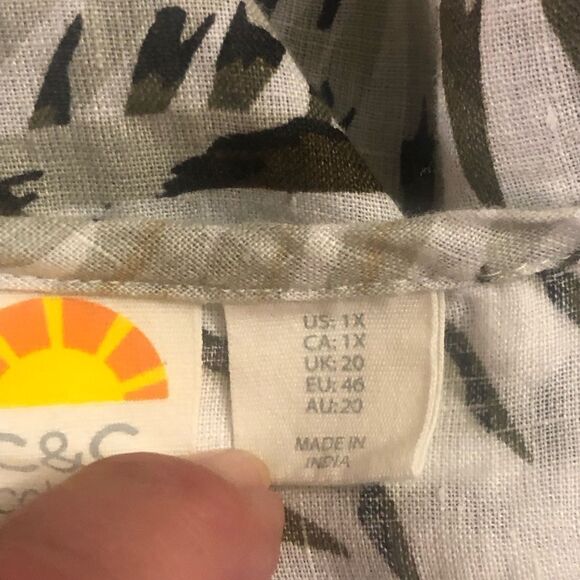 C&C
US: 1X
CA: 1X
UK: 20
EU: 46
AU: 20
MADE IN
INDIA